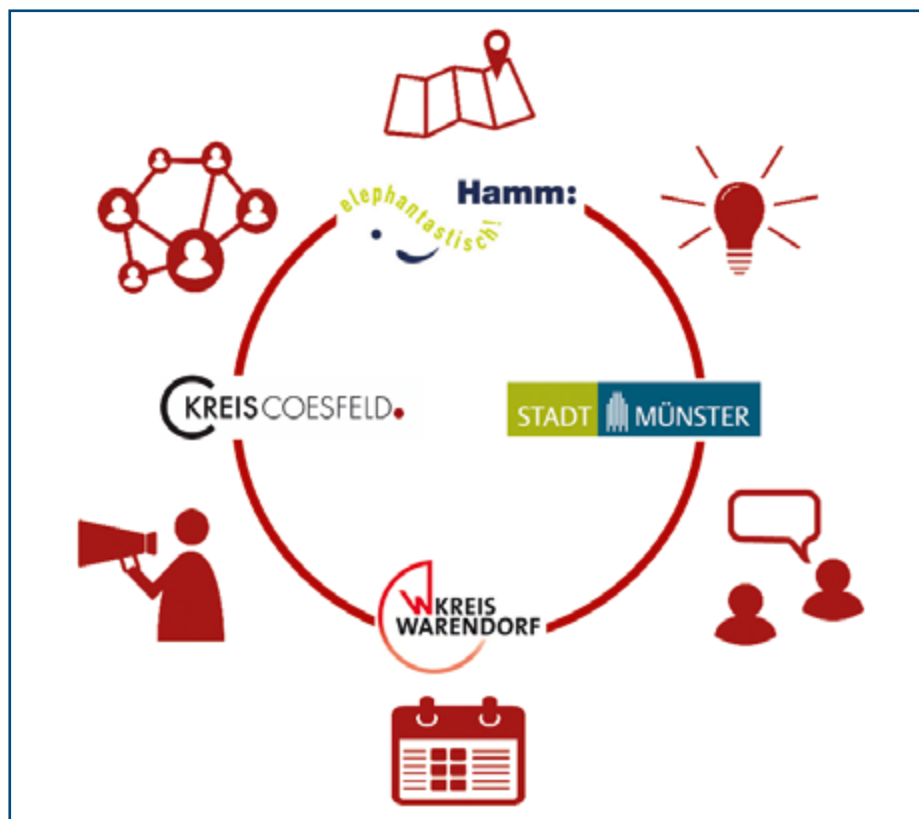 elephantastisch!
Hamm:
KREIS COESFELD
STADT MÜNSTER
KREIS
WARENDORF